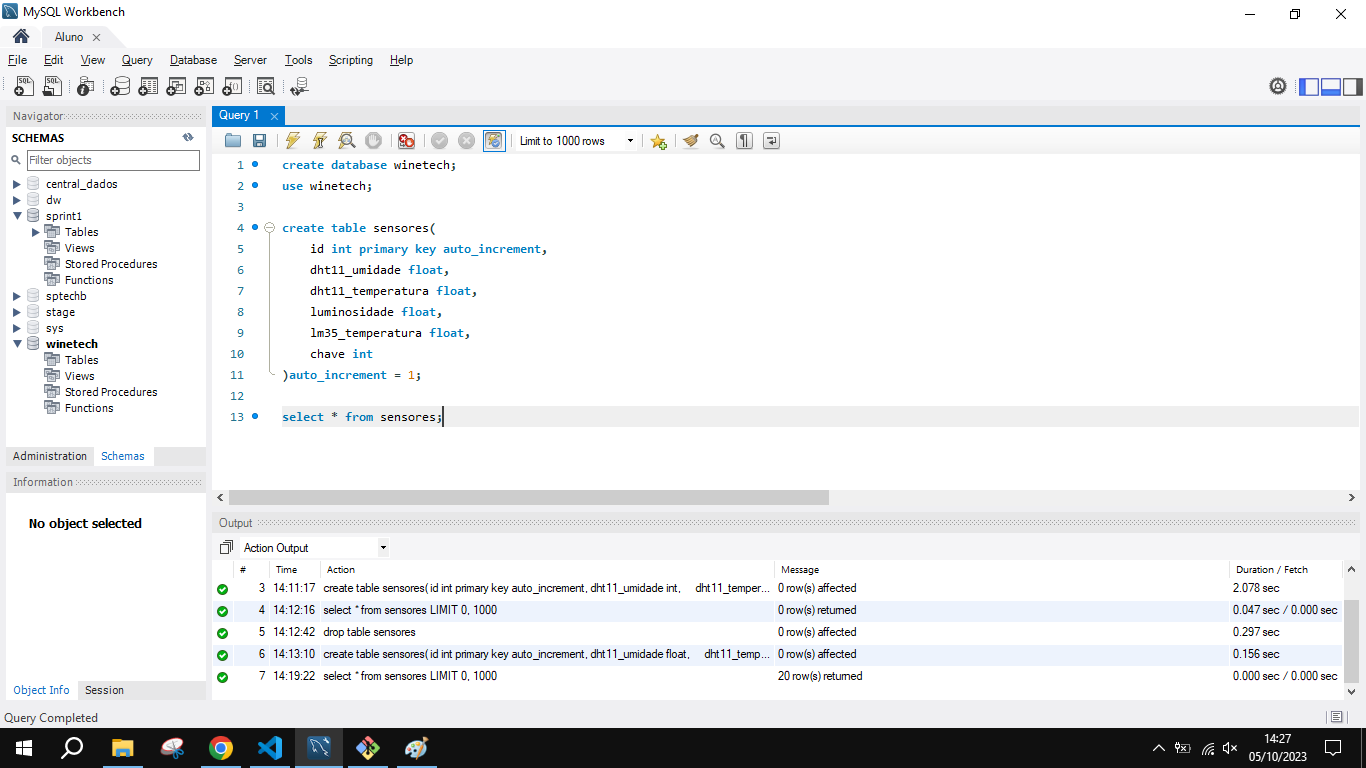 MySQL Workbench
Aluno
File Edit View Query Database Server Tools Scripting Help
Navigator
SCHEMAS
Filter objects
central_dados
dw
sprint1
Tables
Views
Stored Procedures
Functions
sptechb
stage
sys
winetech
Tables
Views
Stored Procedures
Functions
Administration Schemas
Information
No object selected
Object Info Session
Query 1
Limit to 1000 rows
1 create database winetech;
2 use winetech;
3
4 create table sensores(
5 id int primary key auto_increment,
6 dht11_umidade float,
7 dht11_temperatura float,
8 luminosidade float,
9 lm35_temperatura float,
10 chave int
11 )auto_increment = 1;
12
13 select * from sensores;
Output
Action Output
# Time Action Message Duration / Fetch
3 14:11:17 create table sensores( id int primary key auto_increment, dht11_umidade int, dht11_temper... 0 row(s) affected 2.078 sec
4 14:12:16 select * from sensores LIMIT 0, 1000 0 row(s) returned 0.047 sec / 0.000 sec
5 14:12:42 drop table sensores 0 row(s) affected 0.297 sec
6 14:13:10 create table sensores( id int primary key auto_increment, dht11_umidade float, dht11_temp... 0 row(s) affected 0.156 sec
7 14:19:22 select * from sensores LIMIT 0, 1000 20 row(s) returned 0.000 sec / 0.000 sec
Query Completed
14:27
05/10/2023